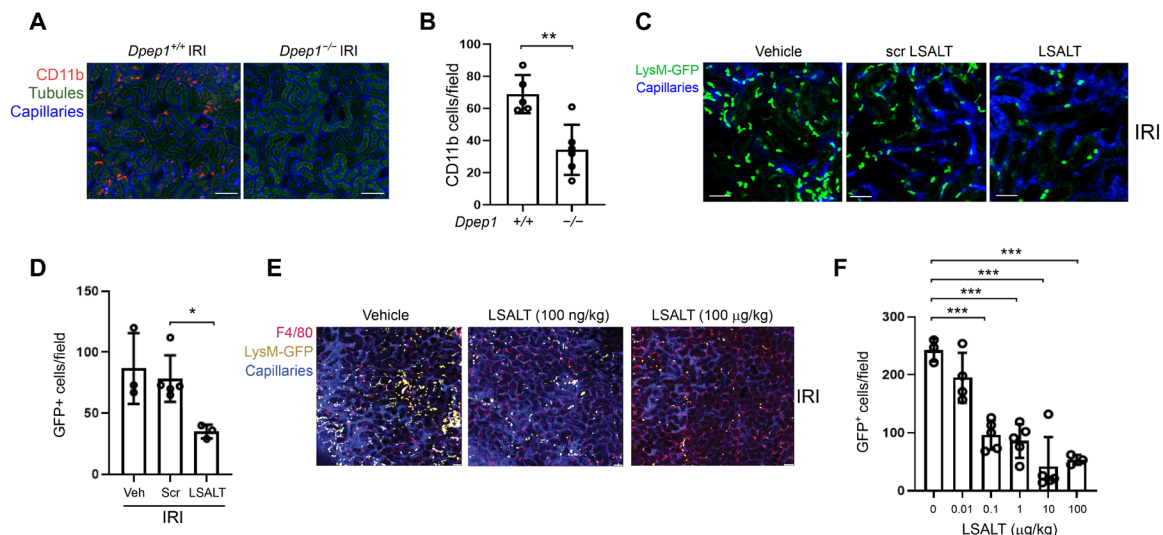 A
Dpep1+/+ IRI
Dpep1−/− IRI
CD11b
Tubules
Capillaries
B
**
CD11b cells/field
100
80
60
40
20
0
Dpep1
+/+
−/−
C
Vehicle
scr LSALT
LSALT
LysM-GFP
Capillaries
IRI
D
GFP+ cells/field
150
100
50
0
*
Veh
Scr
LSALT
IRI
E
Vehicle
LSALT (100 ng/kg)
LSALT (100 μg/kg)
F4/80
LysM-GFP
Capillaries
IRI
F
***
***
***
***
GFP+ cells/field
300
200
100
0
0
0.01
0.1
1
10
100
LSALT (μg/kg)